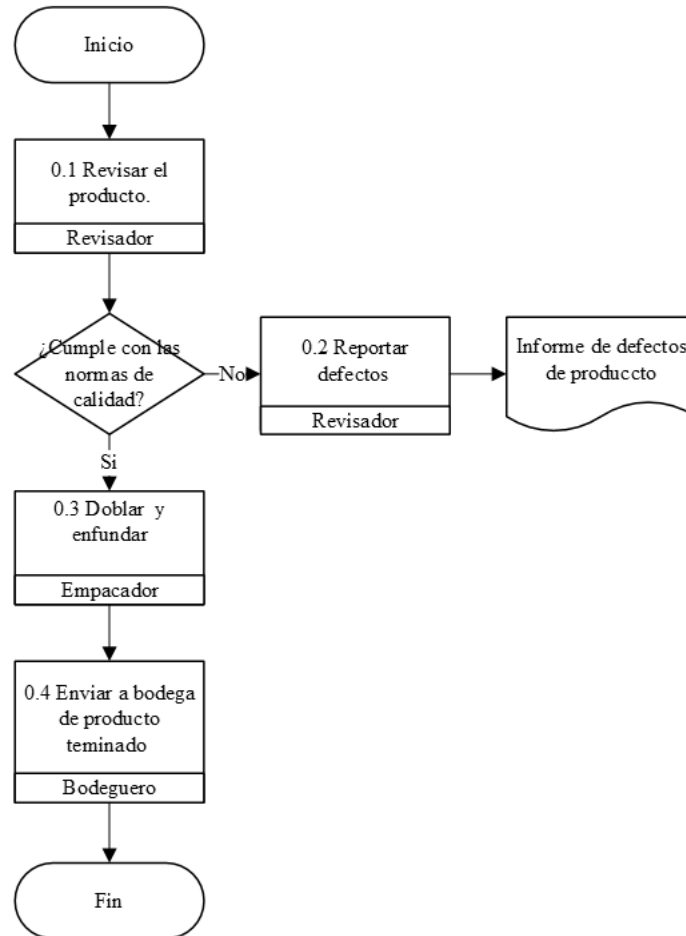 Inicio
0.1 Revisar el
producto.
Revisador
¿Cumple con las
normas de
calidad?
No
0.2 Reportar
defectos
Revisador
Informe de defectos
de produccto
Si
0.3 Doblar y
enfundar
Empacador
0.4 Enviar a bodega
de producto
teminado
Bodeguero
Fin